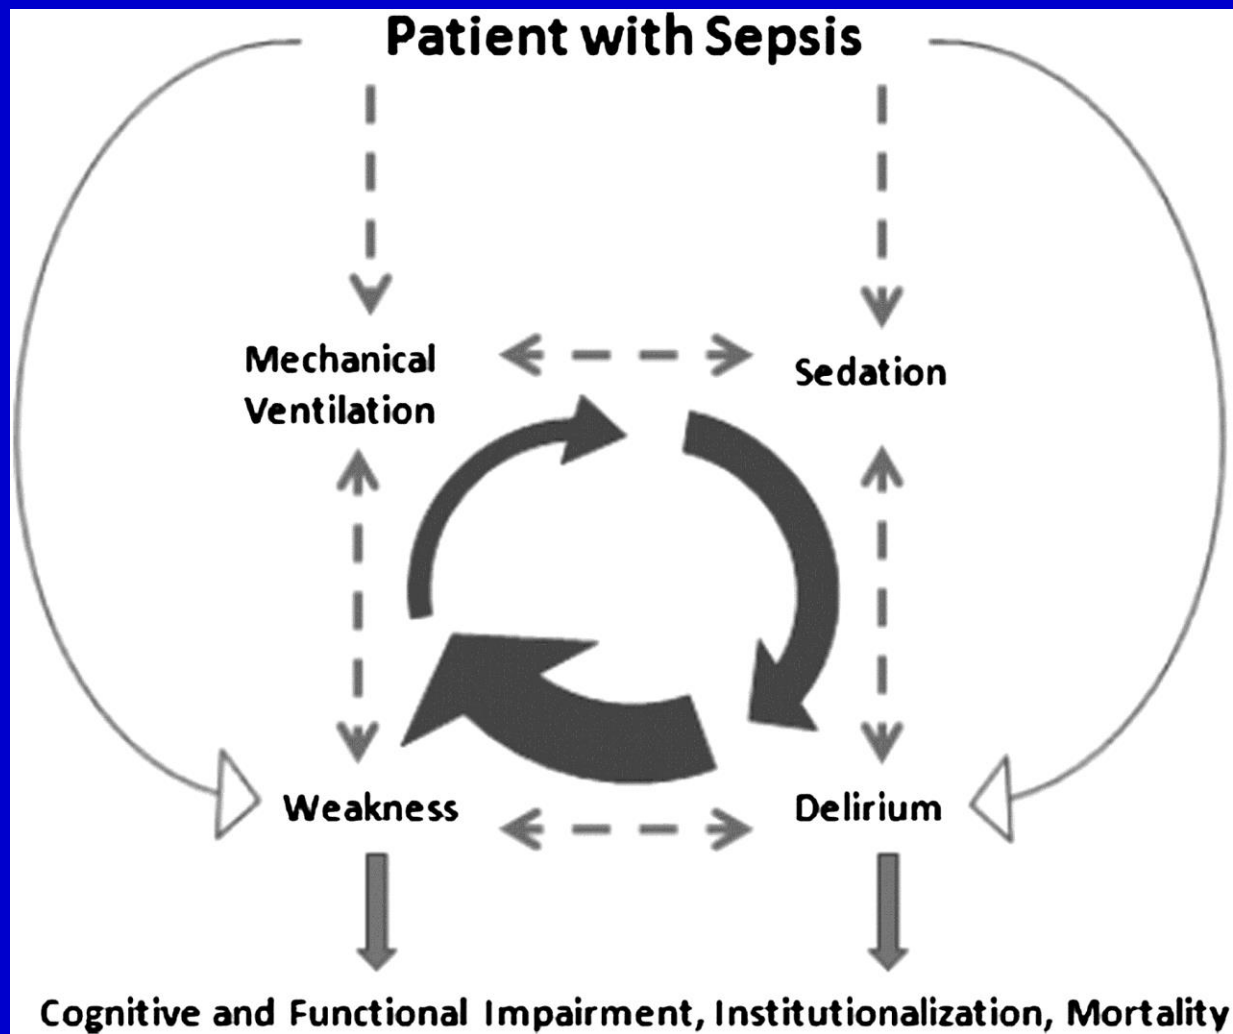 Patient with Sepsis
Mechanical
Ventilation
Sedation
Weakness
Delirium
Cognitive and Functional Impairment, Institutionalization, Mortality